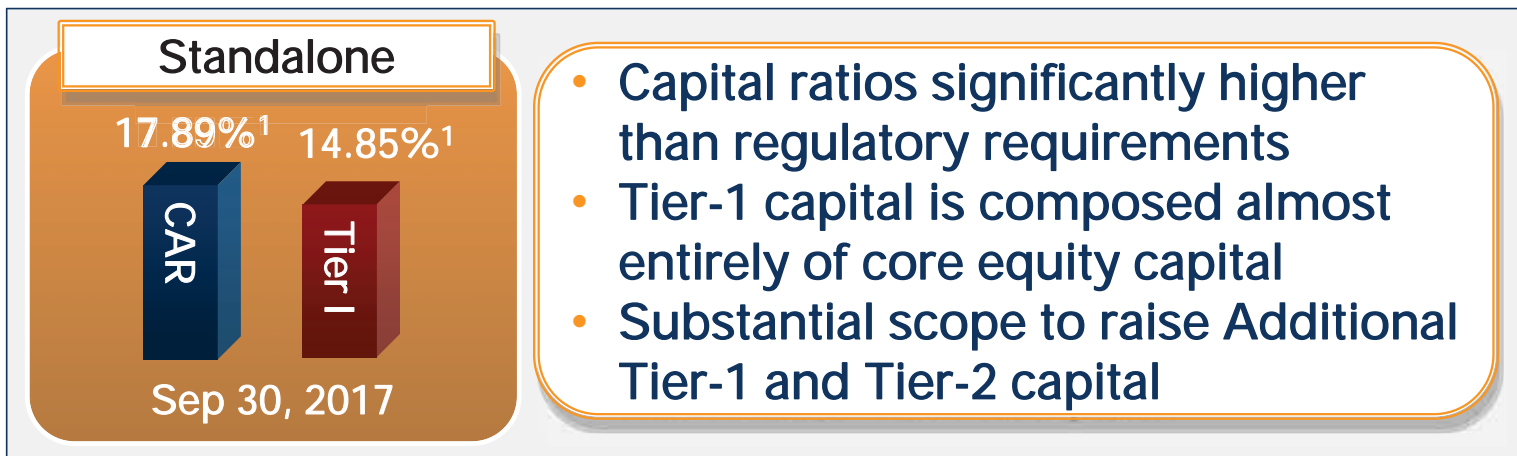 Standalone
17.89%¹ 14.85%¹
CAR
Tier I
Sep 30, 2017
• Capital ratios significantly higher
than regulatory requirements
• Tier-1 capital is composed almost
entirely of core equity capital
• Substantial scope to raise Additional
Tier-1 and Tier-2 capital